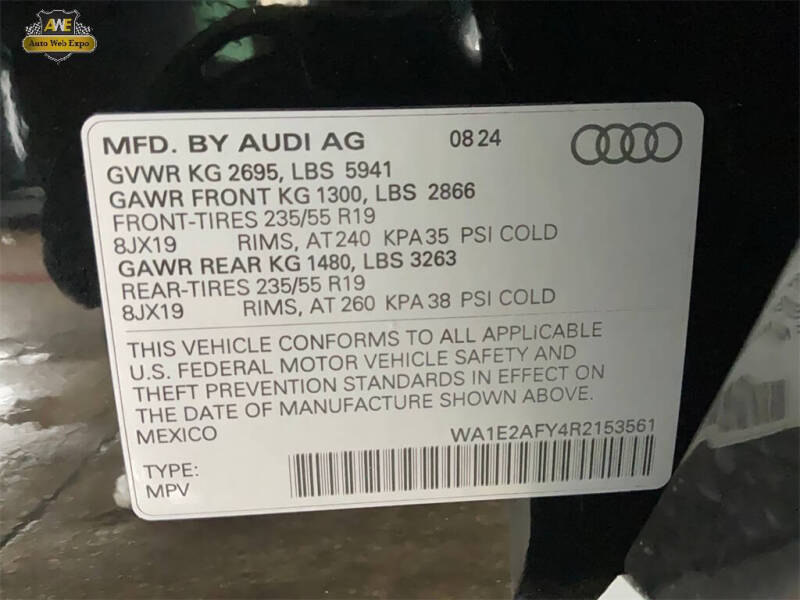 AWE
Auto Web Expo
MFD. BY AUDI AG 08 24
GVWR KG 2695, LBS 5941
GAWR FRONT KG 1300, LBS 2866
FRONT-TIRES 235/55 R19
8JX19 RIMS, AT 240 KPA 35 PSI COLD
GAWR REAR KG 1480, LBS 3263
REAR-TIRES 235/55 R19
8JX19 RIMS, AT 260 KPA 38 PSI COLD
THIS VEHICLE CONFORMS TO ALL APPLICABLE
U.S. FEDERAL MOTOR VEHICLE SAFETY AND
THEFT PREVENTION STANDARDS IN EFFECT ON
THE DATE OF MANUFACTURE SHOWN ABOVE.
MEXICO WA1E2AFY4R2153561
TYPE:
MPV